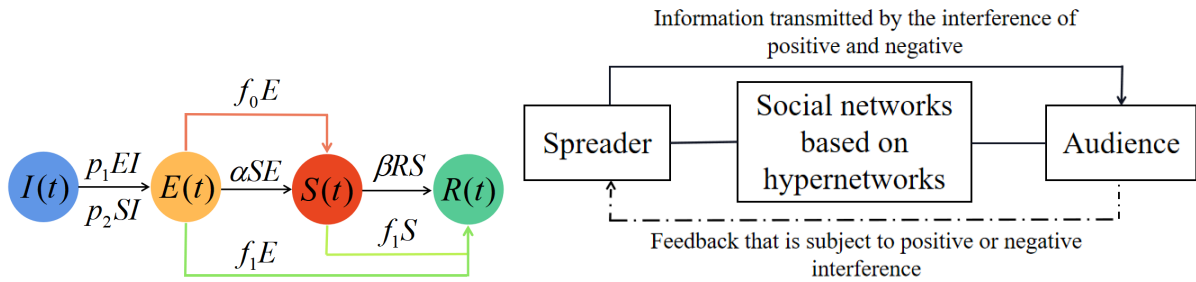 f₀E
I(t)
p₁EI
p₂SI
E(t)
αSE
S(t)
βRS
R(t)
f₁S
f₁E
Information transmitted by the interference of
positive and negative
Spreader
Social networks
based on
hypernetworks
Audience
Feedback that is subject to positive or negative
interference